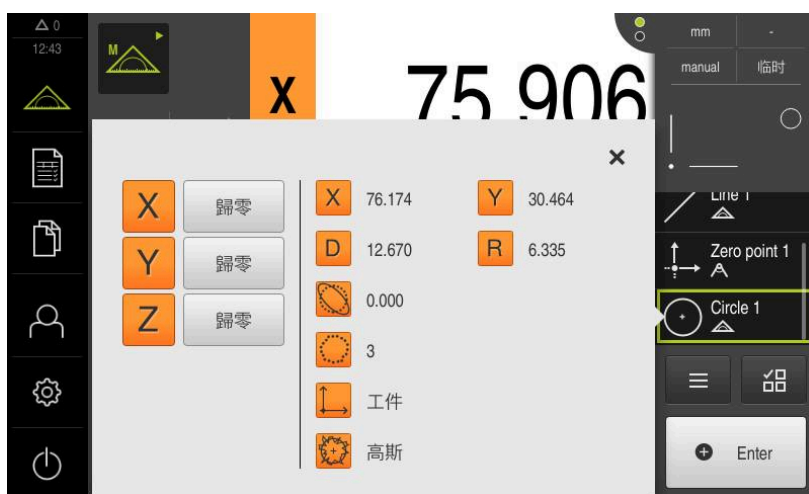 0
12:43
M
X
75.906
mm
-
manual
临时
Line 1
Zero point 1
Circle 1
Enter
×
X 歸零
Y 歸零
Z 歸零
X 76.174 Y 30.464
D 12.670 R 6.335
0.000
3
工件
高斯